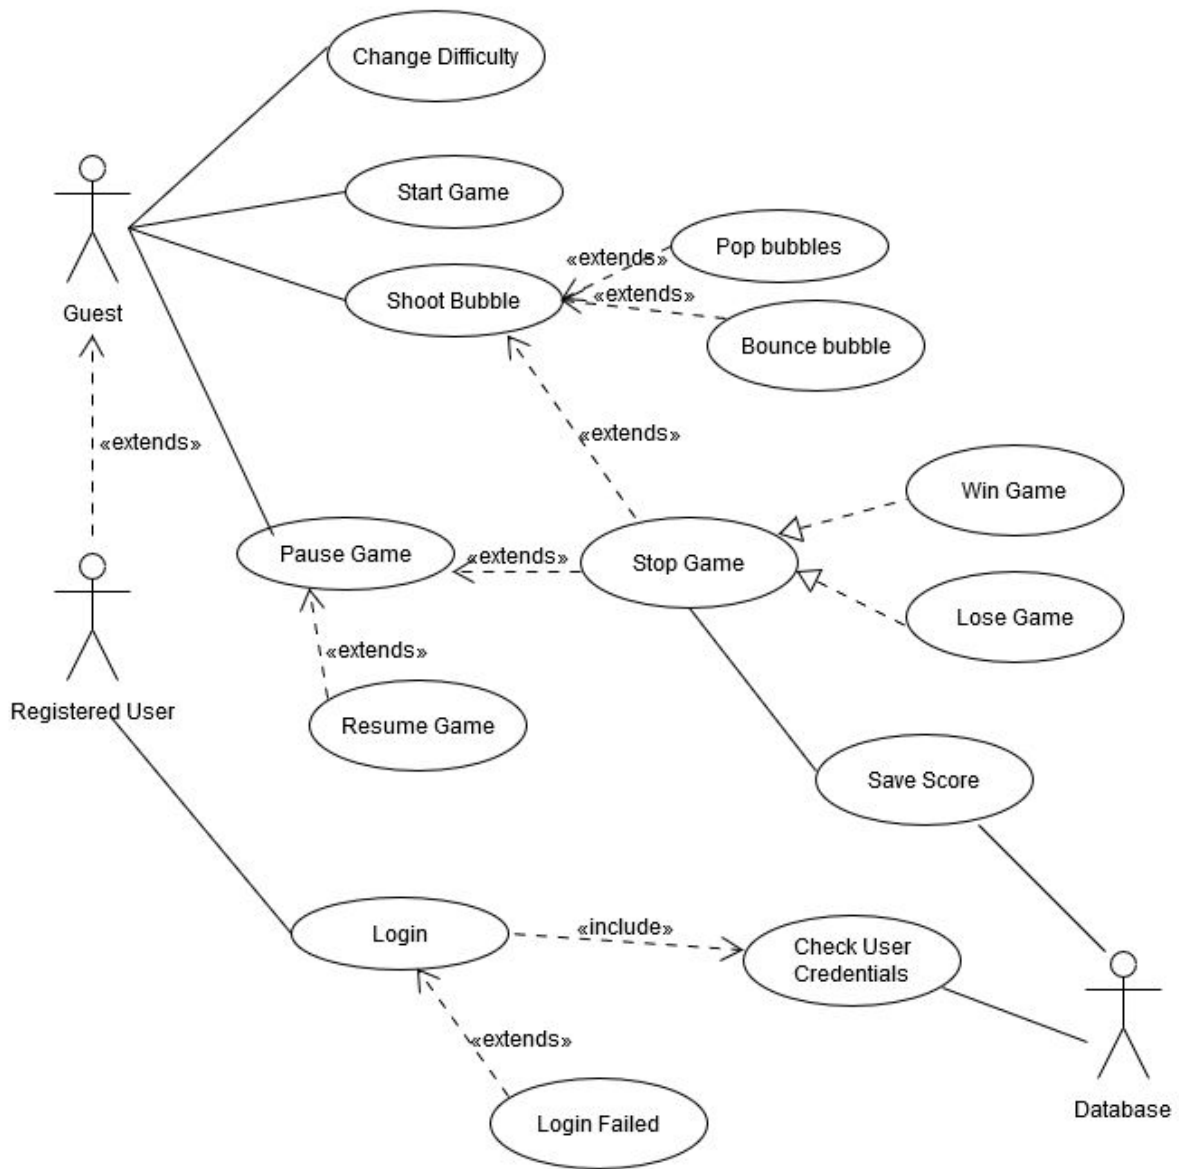 Change Difficulty
Start Game
Pop bubbles
«extends»
Shoot Bubble
«extends»
Guest
Bounce bubble
«extends»
«extends»
Win Game
Pause Game
«extends»
Stop Game
Lose Game
«extends»
Registered User
Resume Game
Save Score
Login
«include»
Check User
Credentials
«extends»
Login Failed
Database